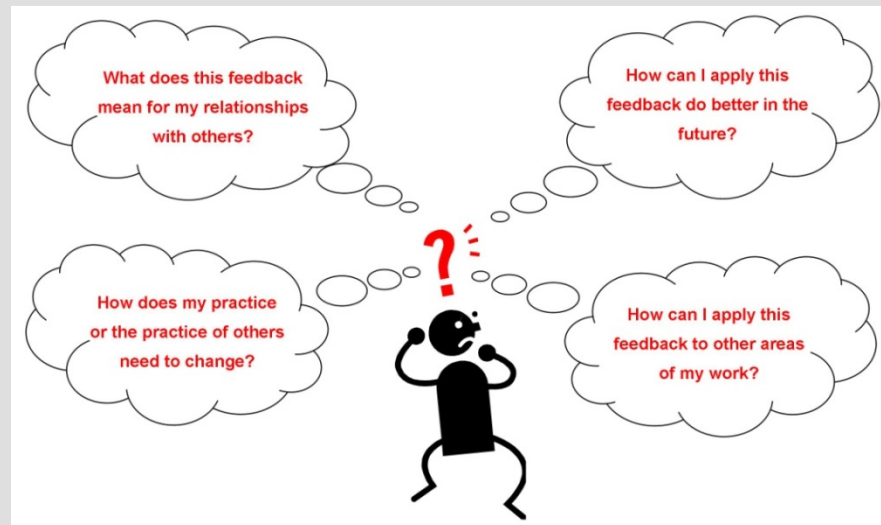 What does this feedback
mean for my relationships
with others?
How can I apply this
feedback do better in the
future?
?
How does my practice
or the practice of others
need to change?
How can I apply this
feedback to other areas
of my work?